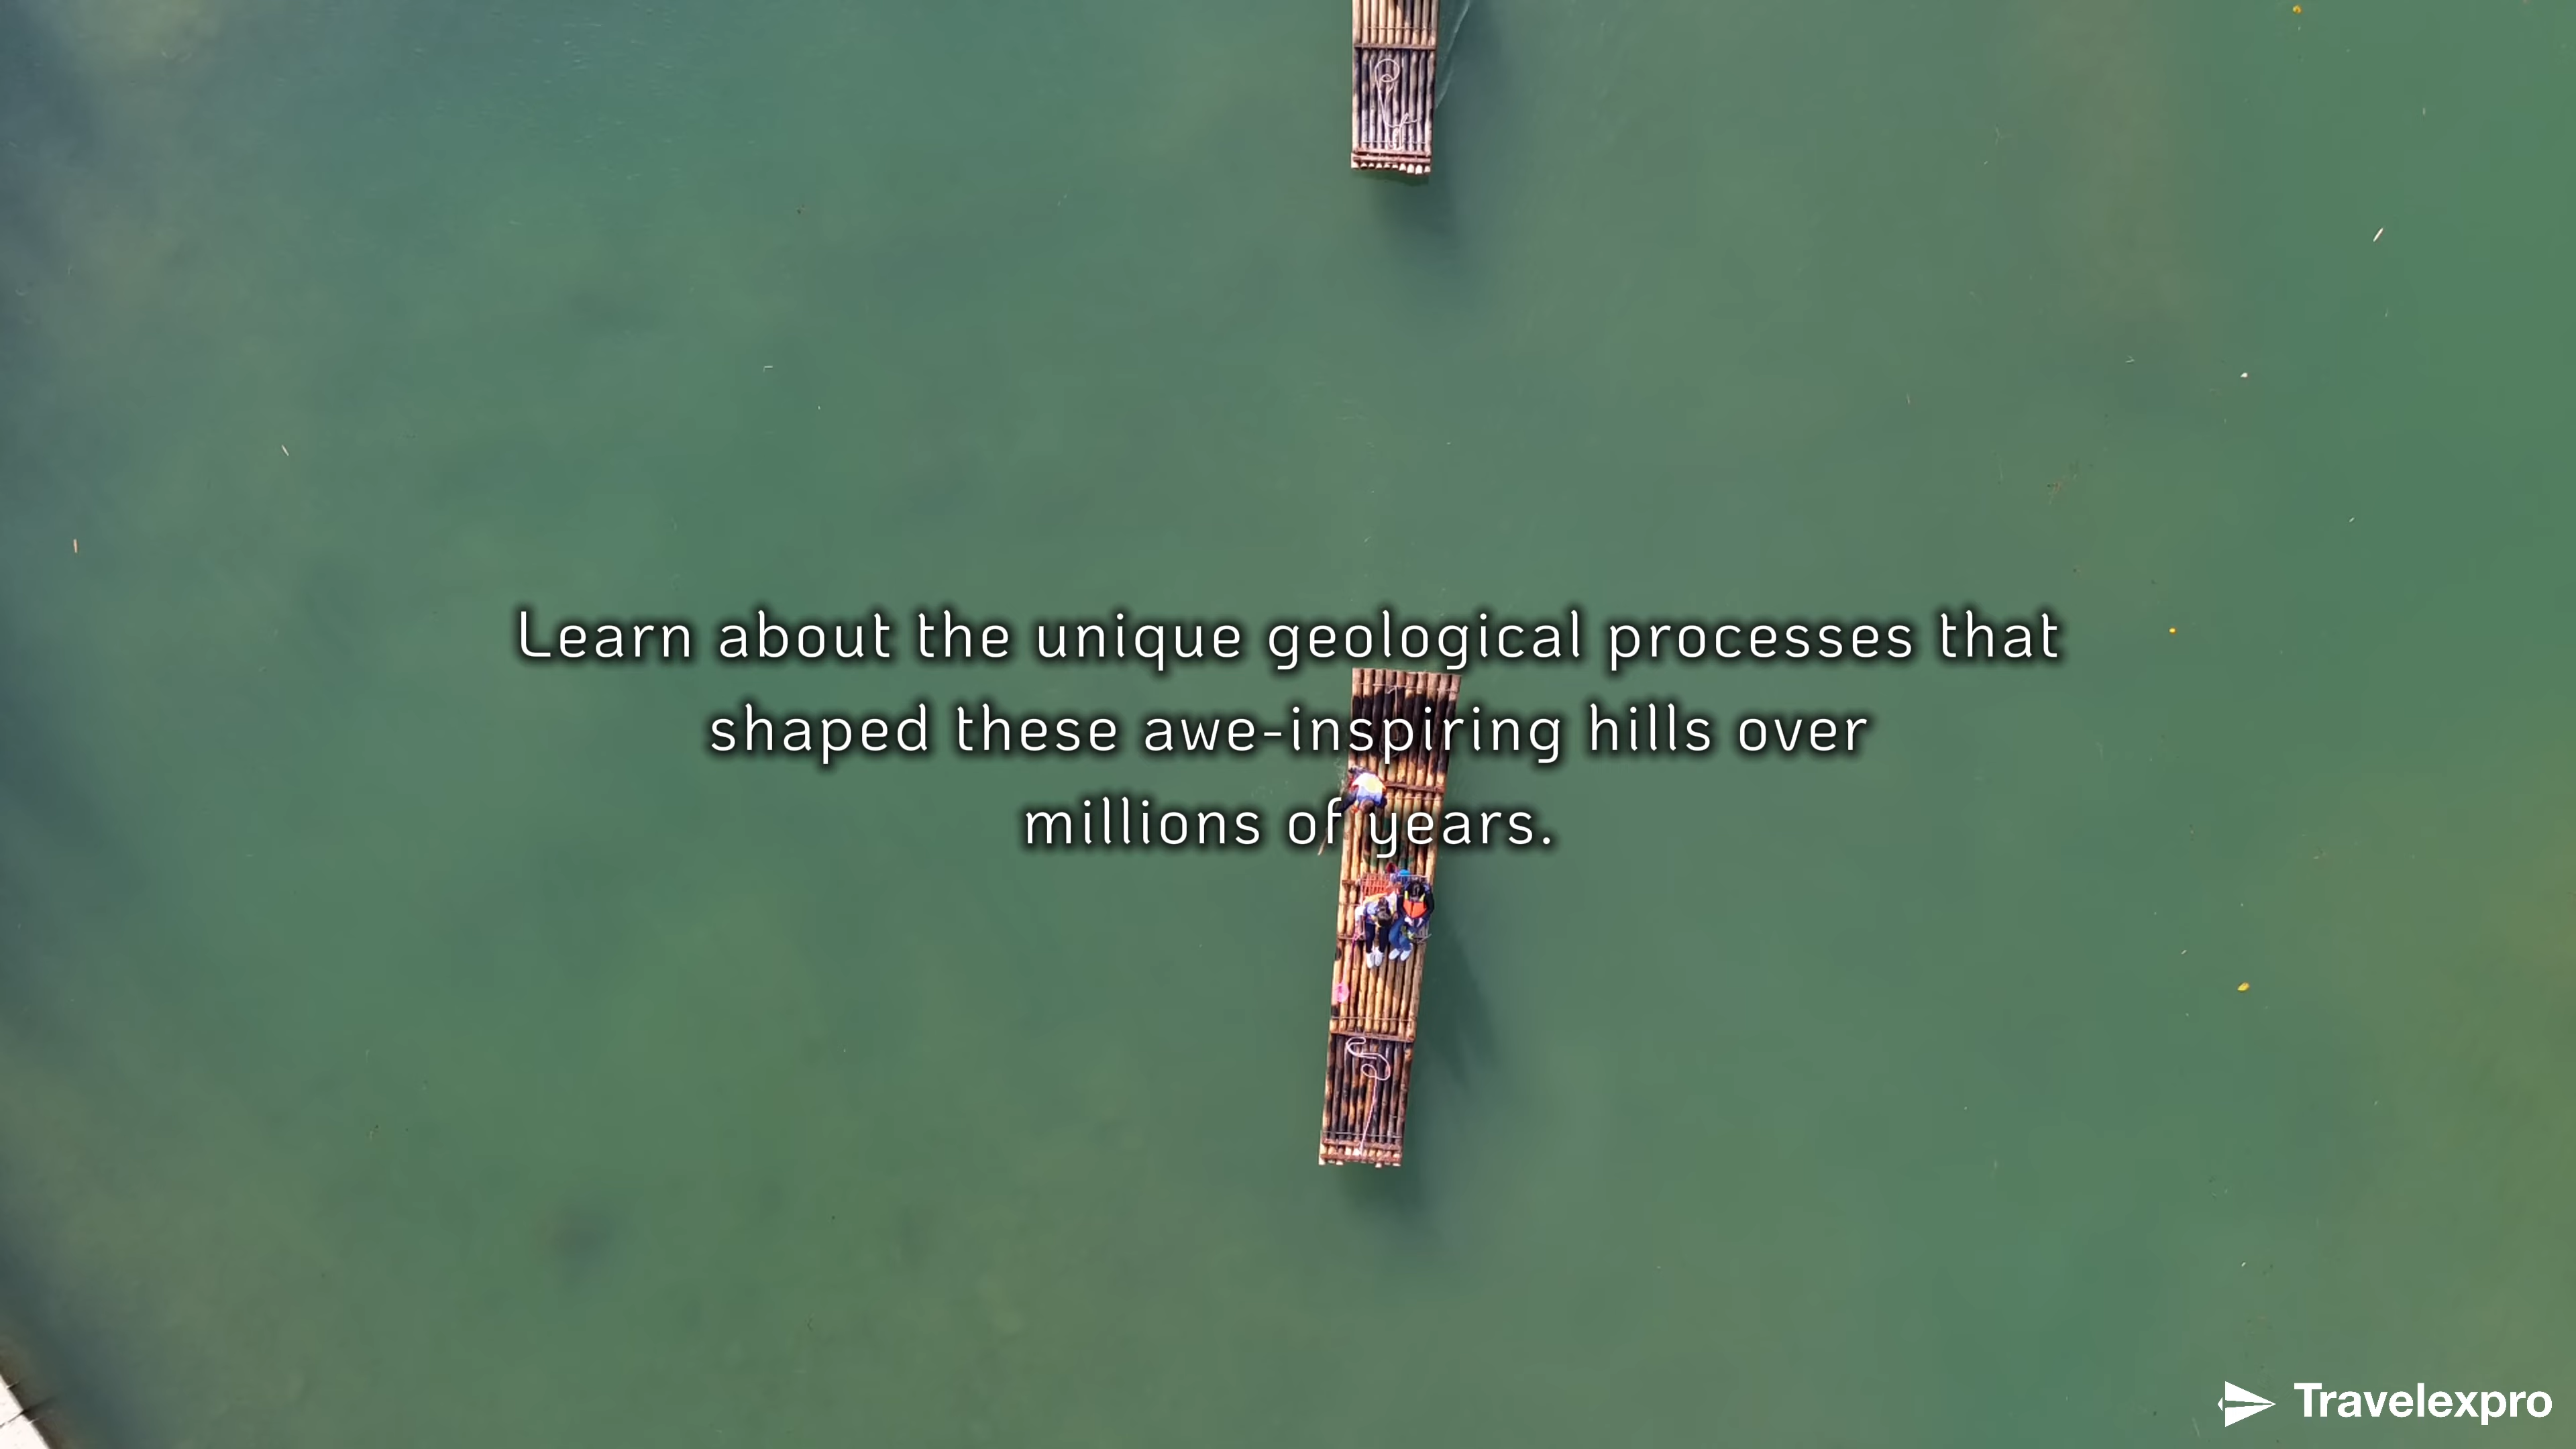 Learn about the unique geological processes that
shaped these awe-inspiring hills over
millions of years.
Travelexpro